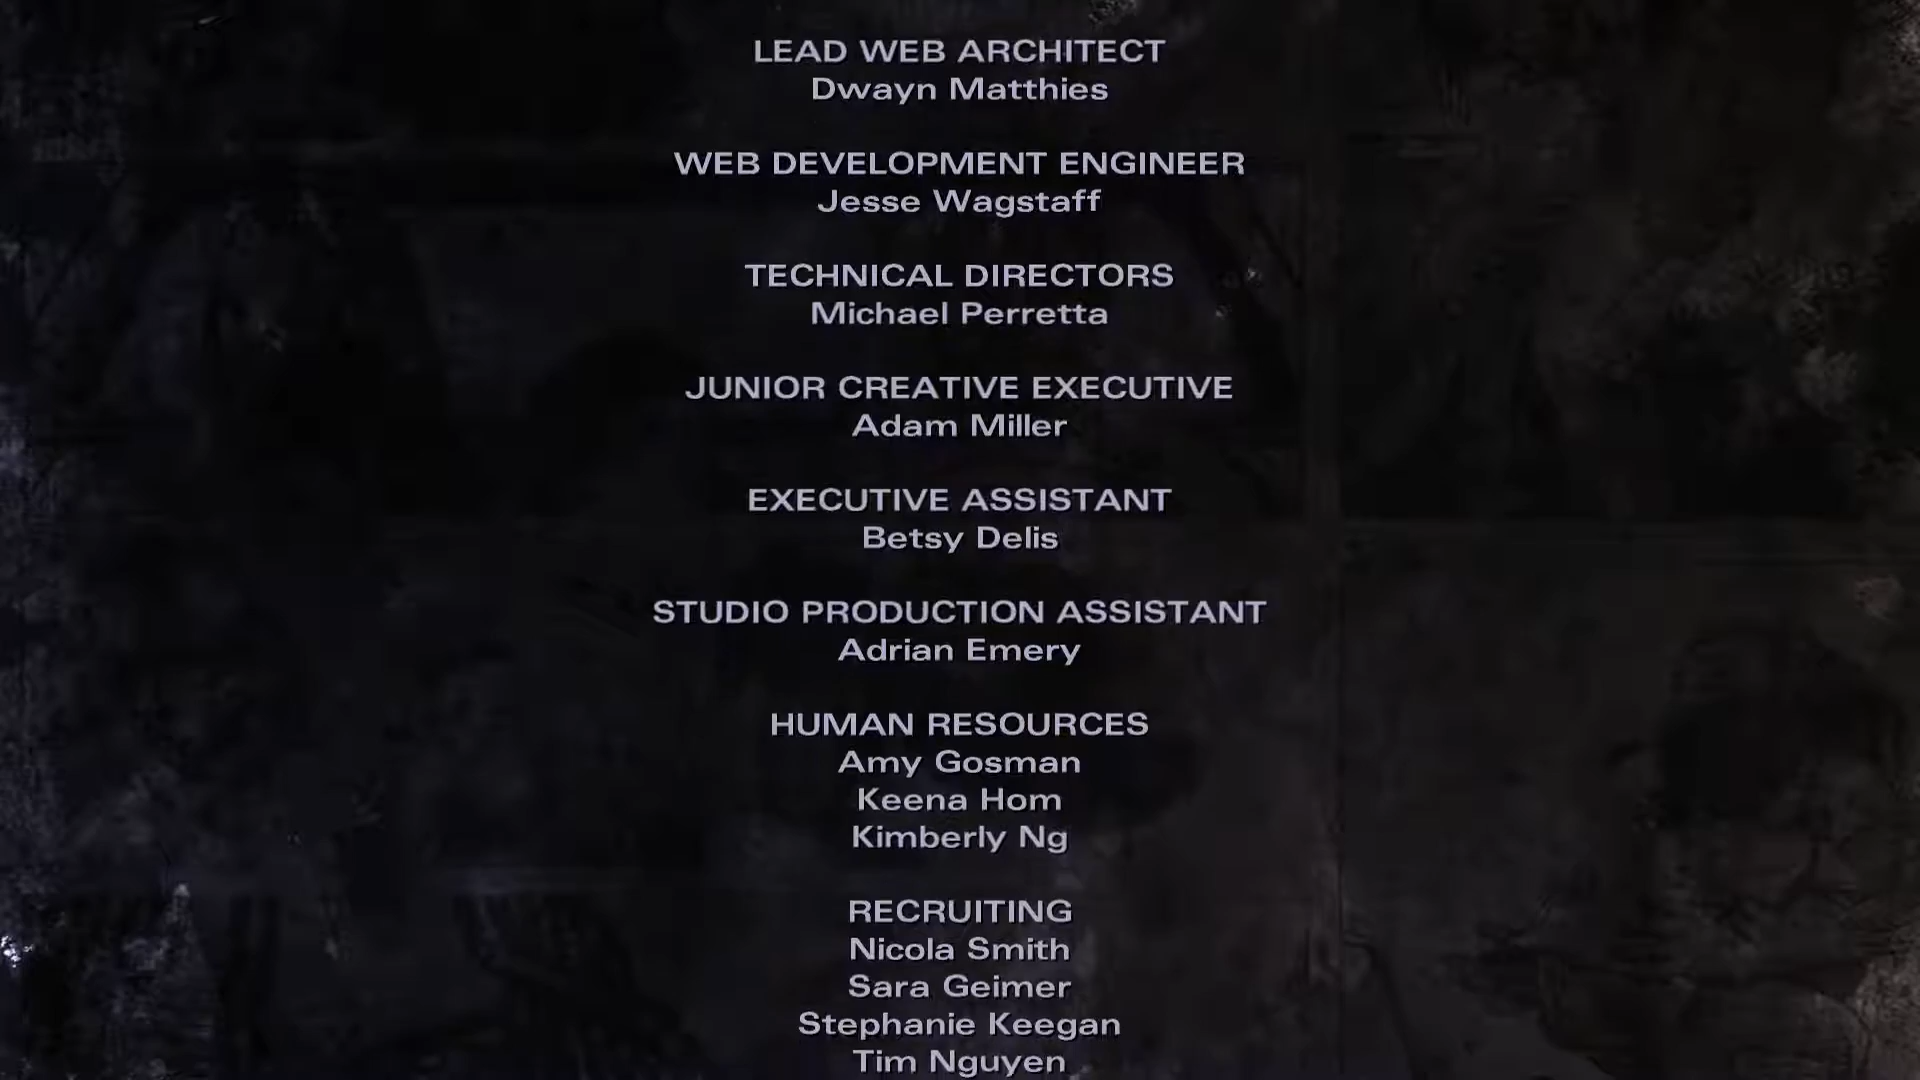 LEAD WEB ARCHITECT
Dwayn Matthies
WEB DEVELOPMENT ENGINEER
Jesse Wagstaff
TECHNICAL DIRECTORS
Michael Perretta
JUNIOR CREATIVE EXECUTIVE
Adam Miller
EXECUTIVE ASSISTANT
Betsy Delis
STUDIO PRODUCTION ASSISTANT
Adrian Emery
HUMAN RESOURCES
Amy Gosman
Keena Hom
Kimberly Ng
RECRUITING
Nicola Smith
Sara Geimer
Stephanie Keegan
Tim Nguyen